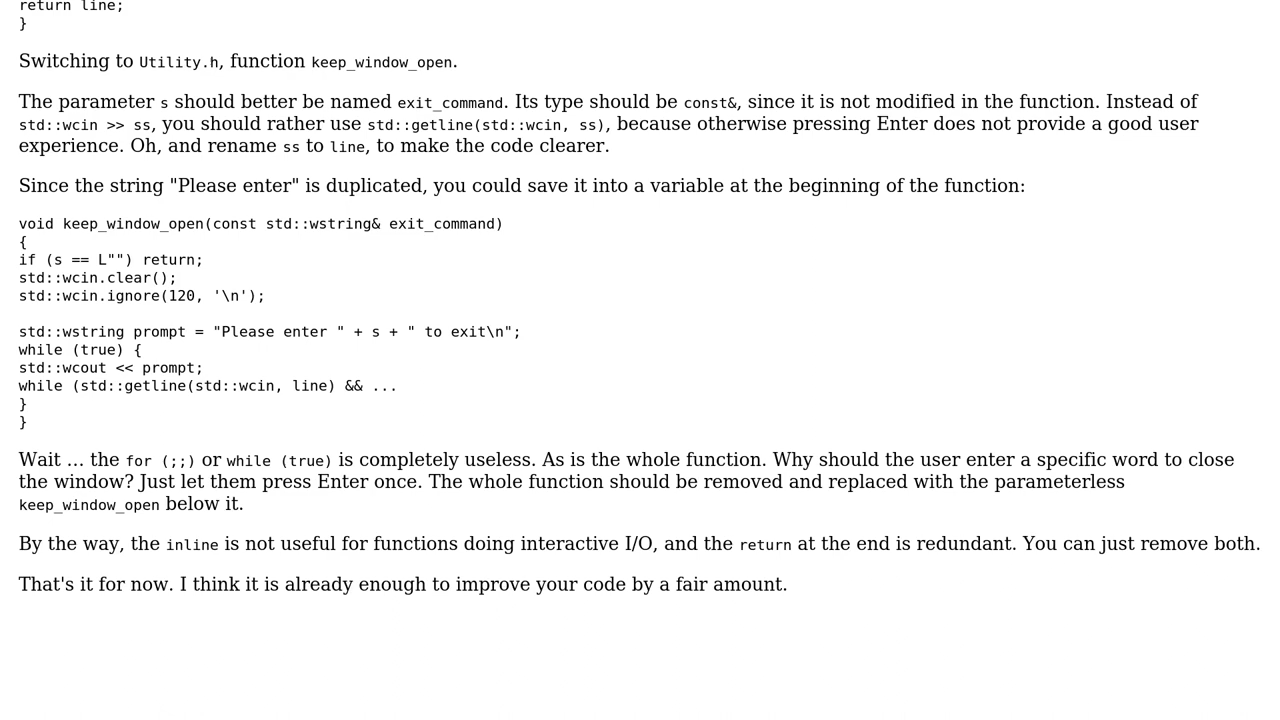 return line;
}
Switching to Utility.h, function keep_window_open.
The parameter s should better be named exit_command. Its type should be const&, since it is not modified in the function. Instead of
std::wcin >> ss, you should rather use std::getline(std::wcin, ss), because otherwise pressing Enter does not provide a good user
experience. Oh, and rename ss to line, to make the code clearer.
Since the string "Please enter" is duplicated, you could save it into a variable at the beginning of the function:
void keep_window_open(const std::wstring& exit_command)
{
if (s == L"") return;
std::wcin.clear();
std::wcin.ignore(120, '\n');
std::wstring prompt = "Please enter " + s + " to exit\n";
while (true) {
std::wcout << prompt;
while (std::getline(std::wcin, line) && ...
}
}
Wait … the for (;;) or while (true) is completely useless. As is the whole function. Why should the user enter a specific word to close
the window? Just let them press Enter once. The whole function should be removed and replaced with the parameterless
keep_window_open below it.
By the way, the inline is not useful for functions doing interactive I/O, and the return at the end is redundant. You can just remove both.
That's it for now. I think it is already enough to improve your code by a fair amount.